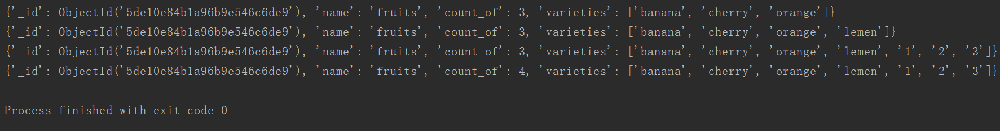 {'_id': ObjectId('5de10e84b1a96b9e546c6de9'), 'name': 'fruits', 'count_of': 3, 'varieties': ['banana', 'cherry', 'orange']}
{'_id': ObjectId('5de10e84b1a96b9e546c6de9'), 'name': 'fruits', 'count_of': 3, 'varieties': ['banana', 'cherry', 'orange', 'lemen']}
{'_id': ObjectId('5de10e84b1a96b9e546c6de9'), 'name': 'fruits', 'count_of': 3, 'varieties': ['banana', 'cherry', 'orange', 'lemen', '1', '2', '3']}
{'_id': ObjectId('5de10e84b1a96b9e546c6de9'), 'name': 'fruits', 'count_of': 4, 'varieties': ['banana', 'cherry', 'orange', 'lemen', '1', '2', '3']}
Process finished with exit code 0